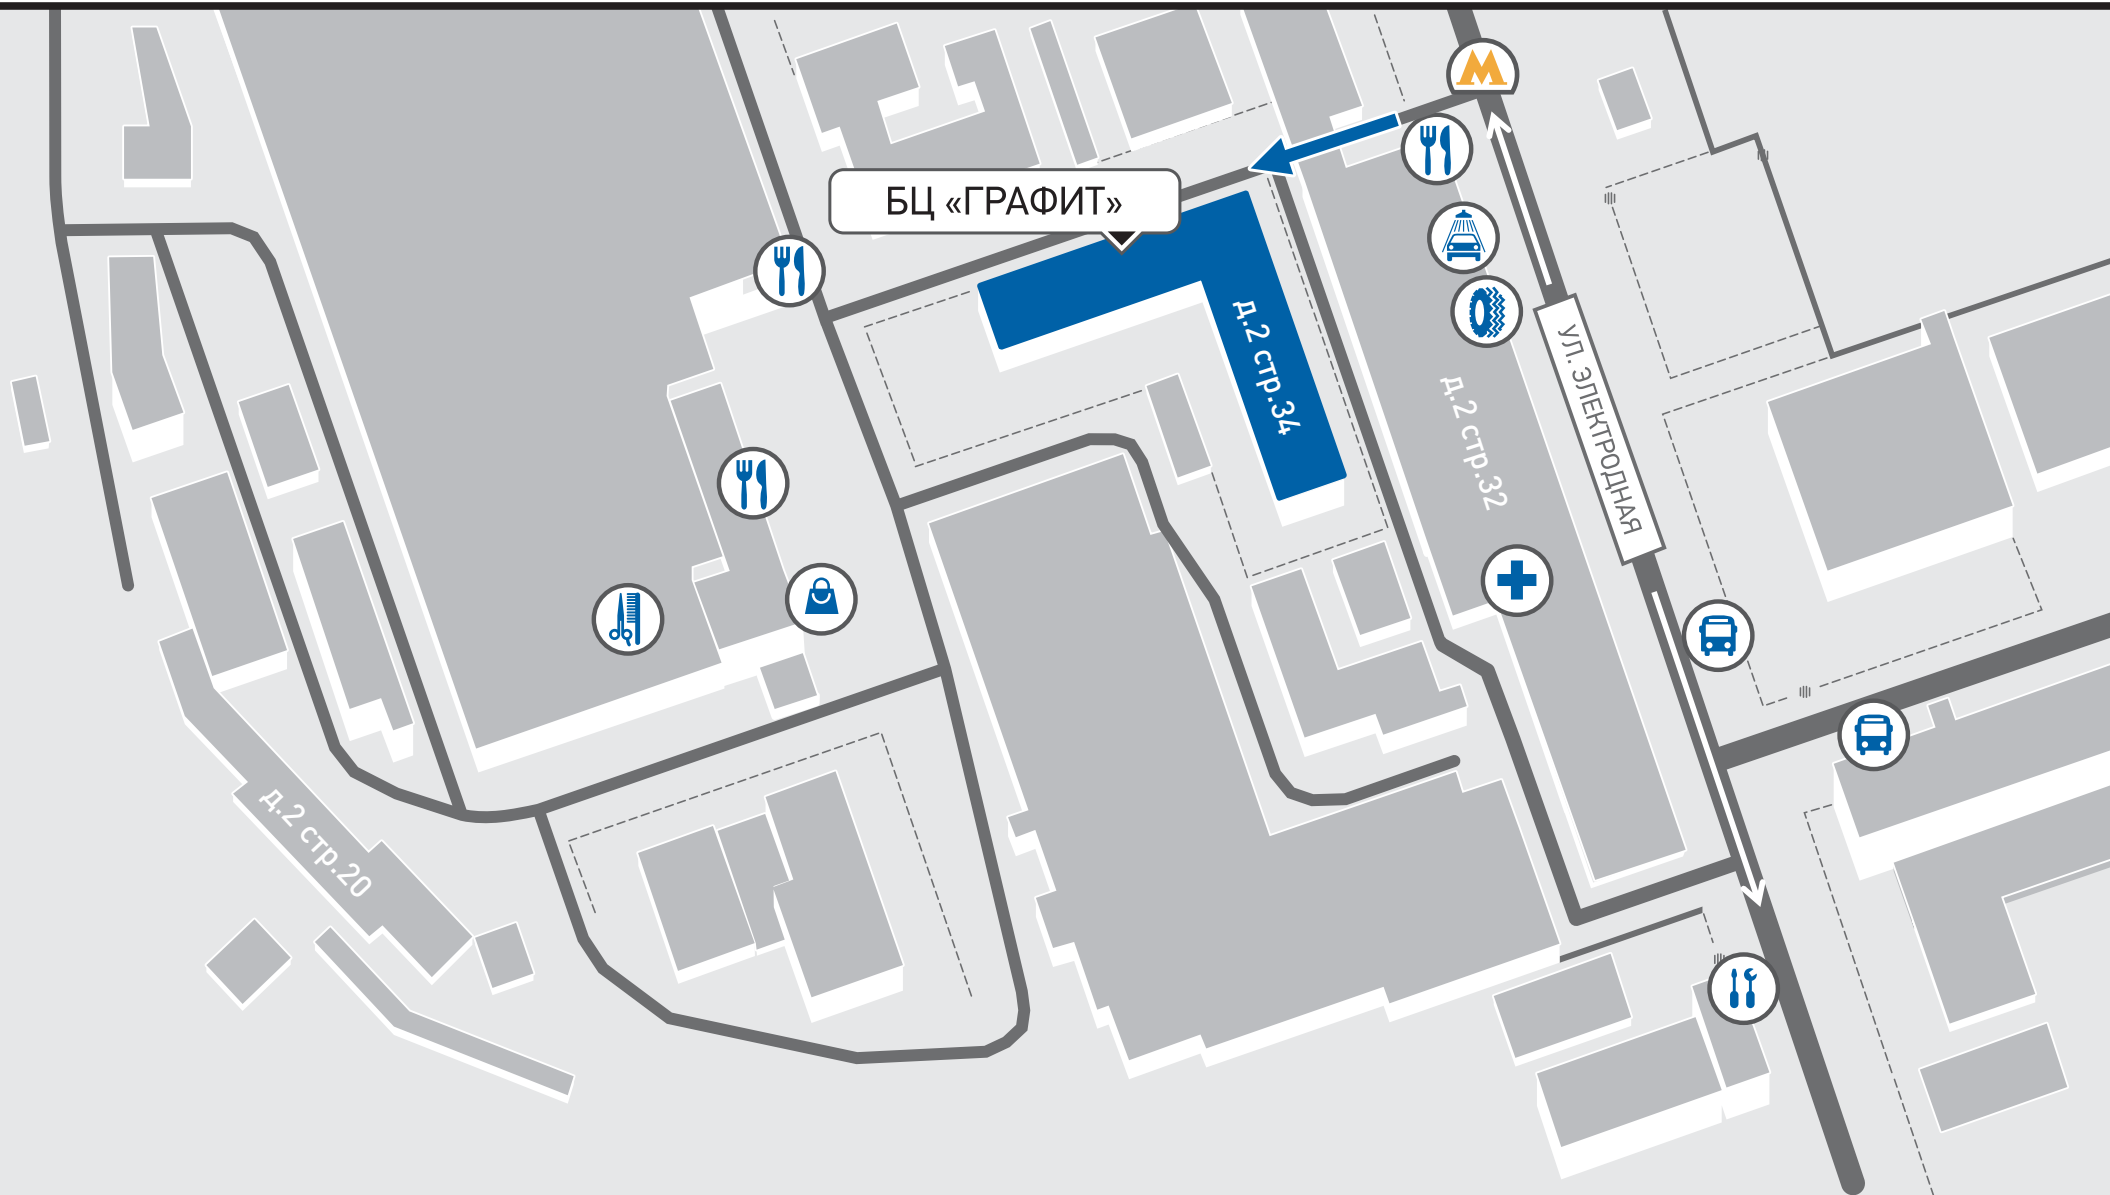 М
БЦ «ГРАФИТ»
д.2 стр.34
д.2 стр.32
УЛ. ЭЛЕКТРОДНАЯ
д.2 стр.20